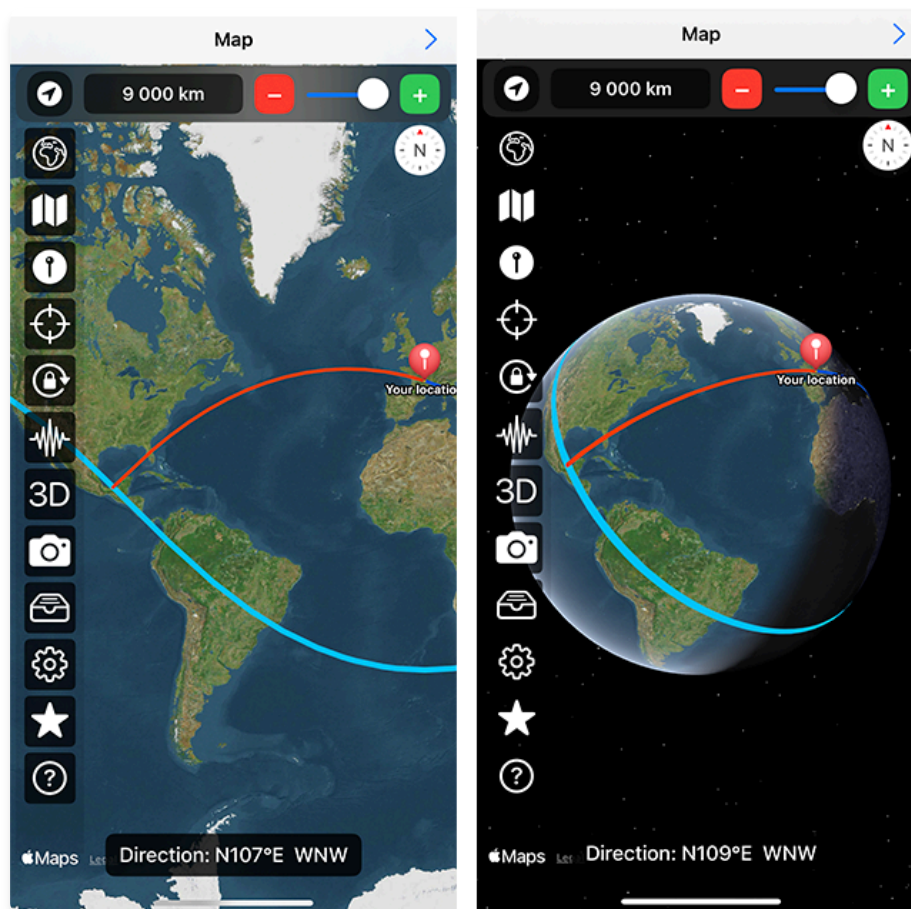 Map
9 000 km
N
Your locatio
3D
Maps
Direction: N107°E WNW
Map
9 000 km
N
Your location
3D
Maps
Direction: N109°E WNW